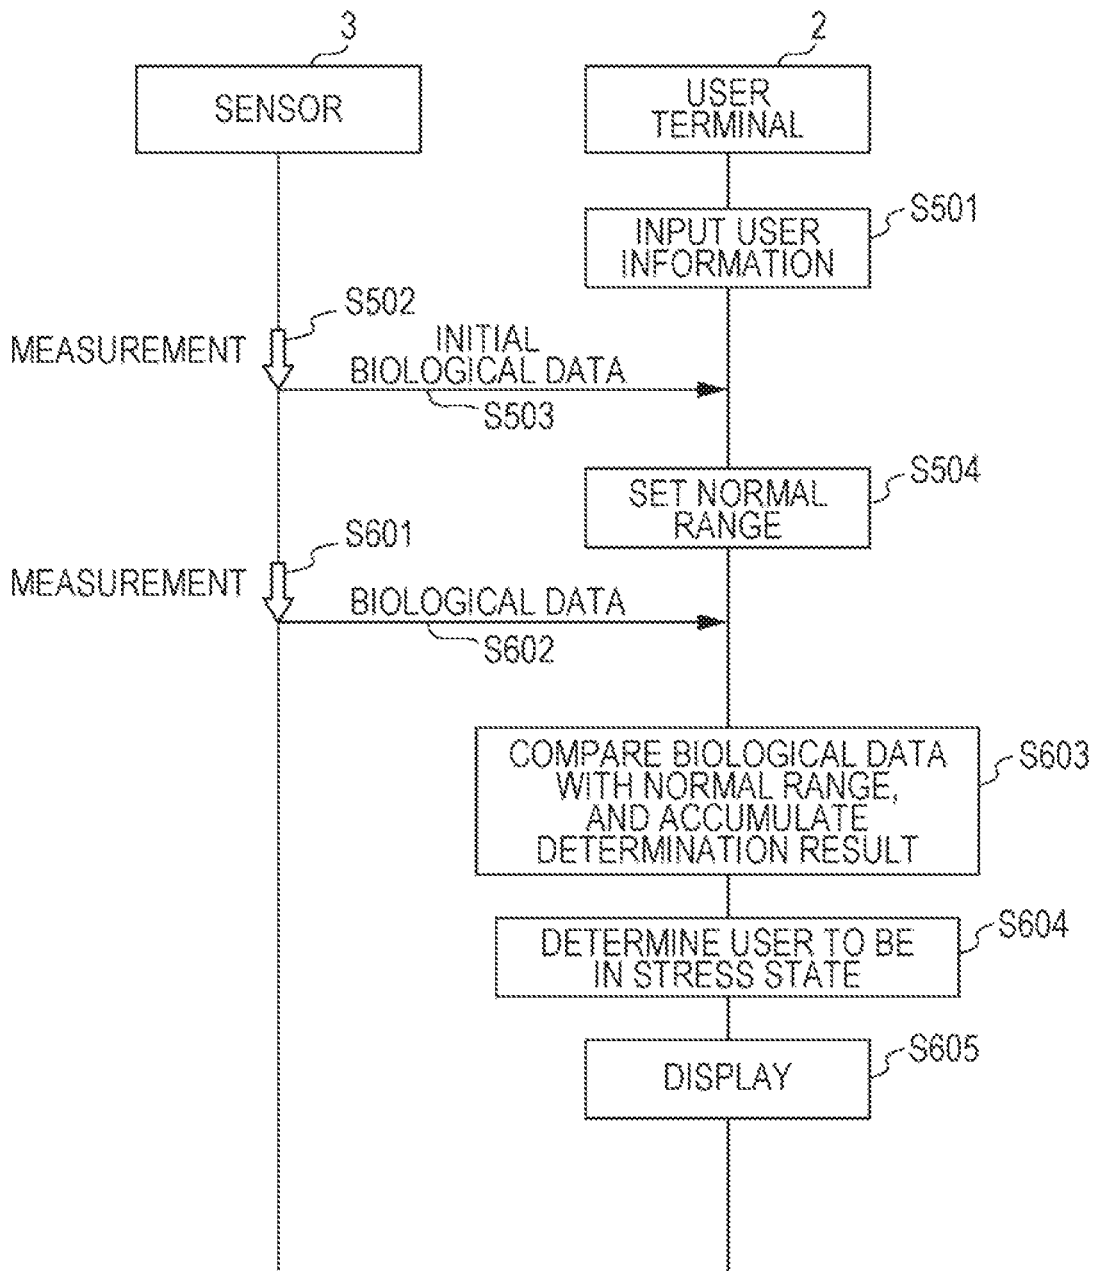 3
2
SENSOR
USER
TERMINAL
S501
INPUT USER
INFORMATION
S502
MEASUREMENT
INITIAL
BIOLOGICAL DATA
S503
S504
SET NORMAL
RANGE
S601
MEASUREMENT
BIOLOGICAL DATA
S602
COMPARE BIOLOGICAL DATA
WITH NORMAL RANGE,
AND ACCUMULATE
DETERMINATION RESULT
S603
S604
DETERMINE USER TO BE
IN STRESS STATE
S605
DISPLAY